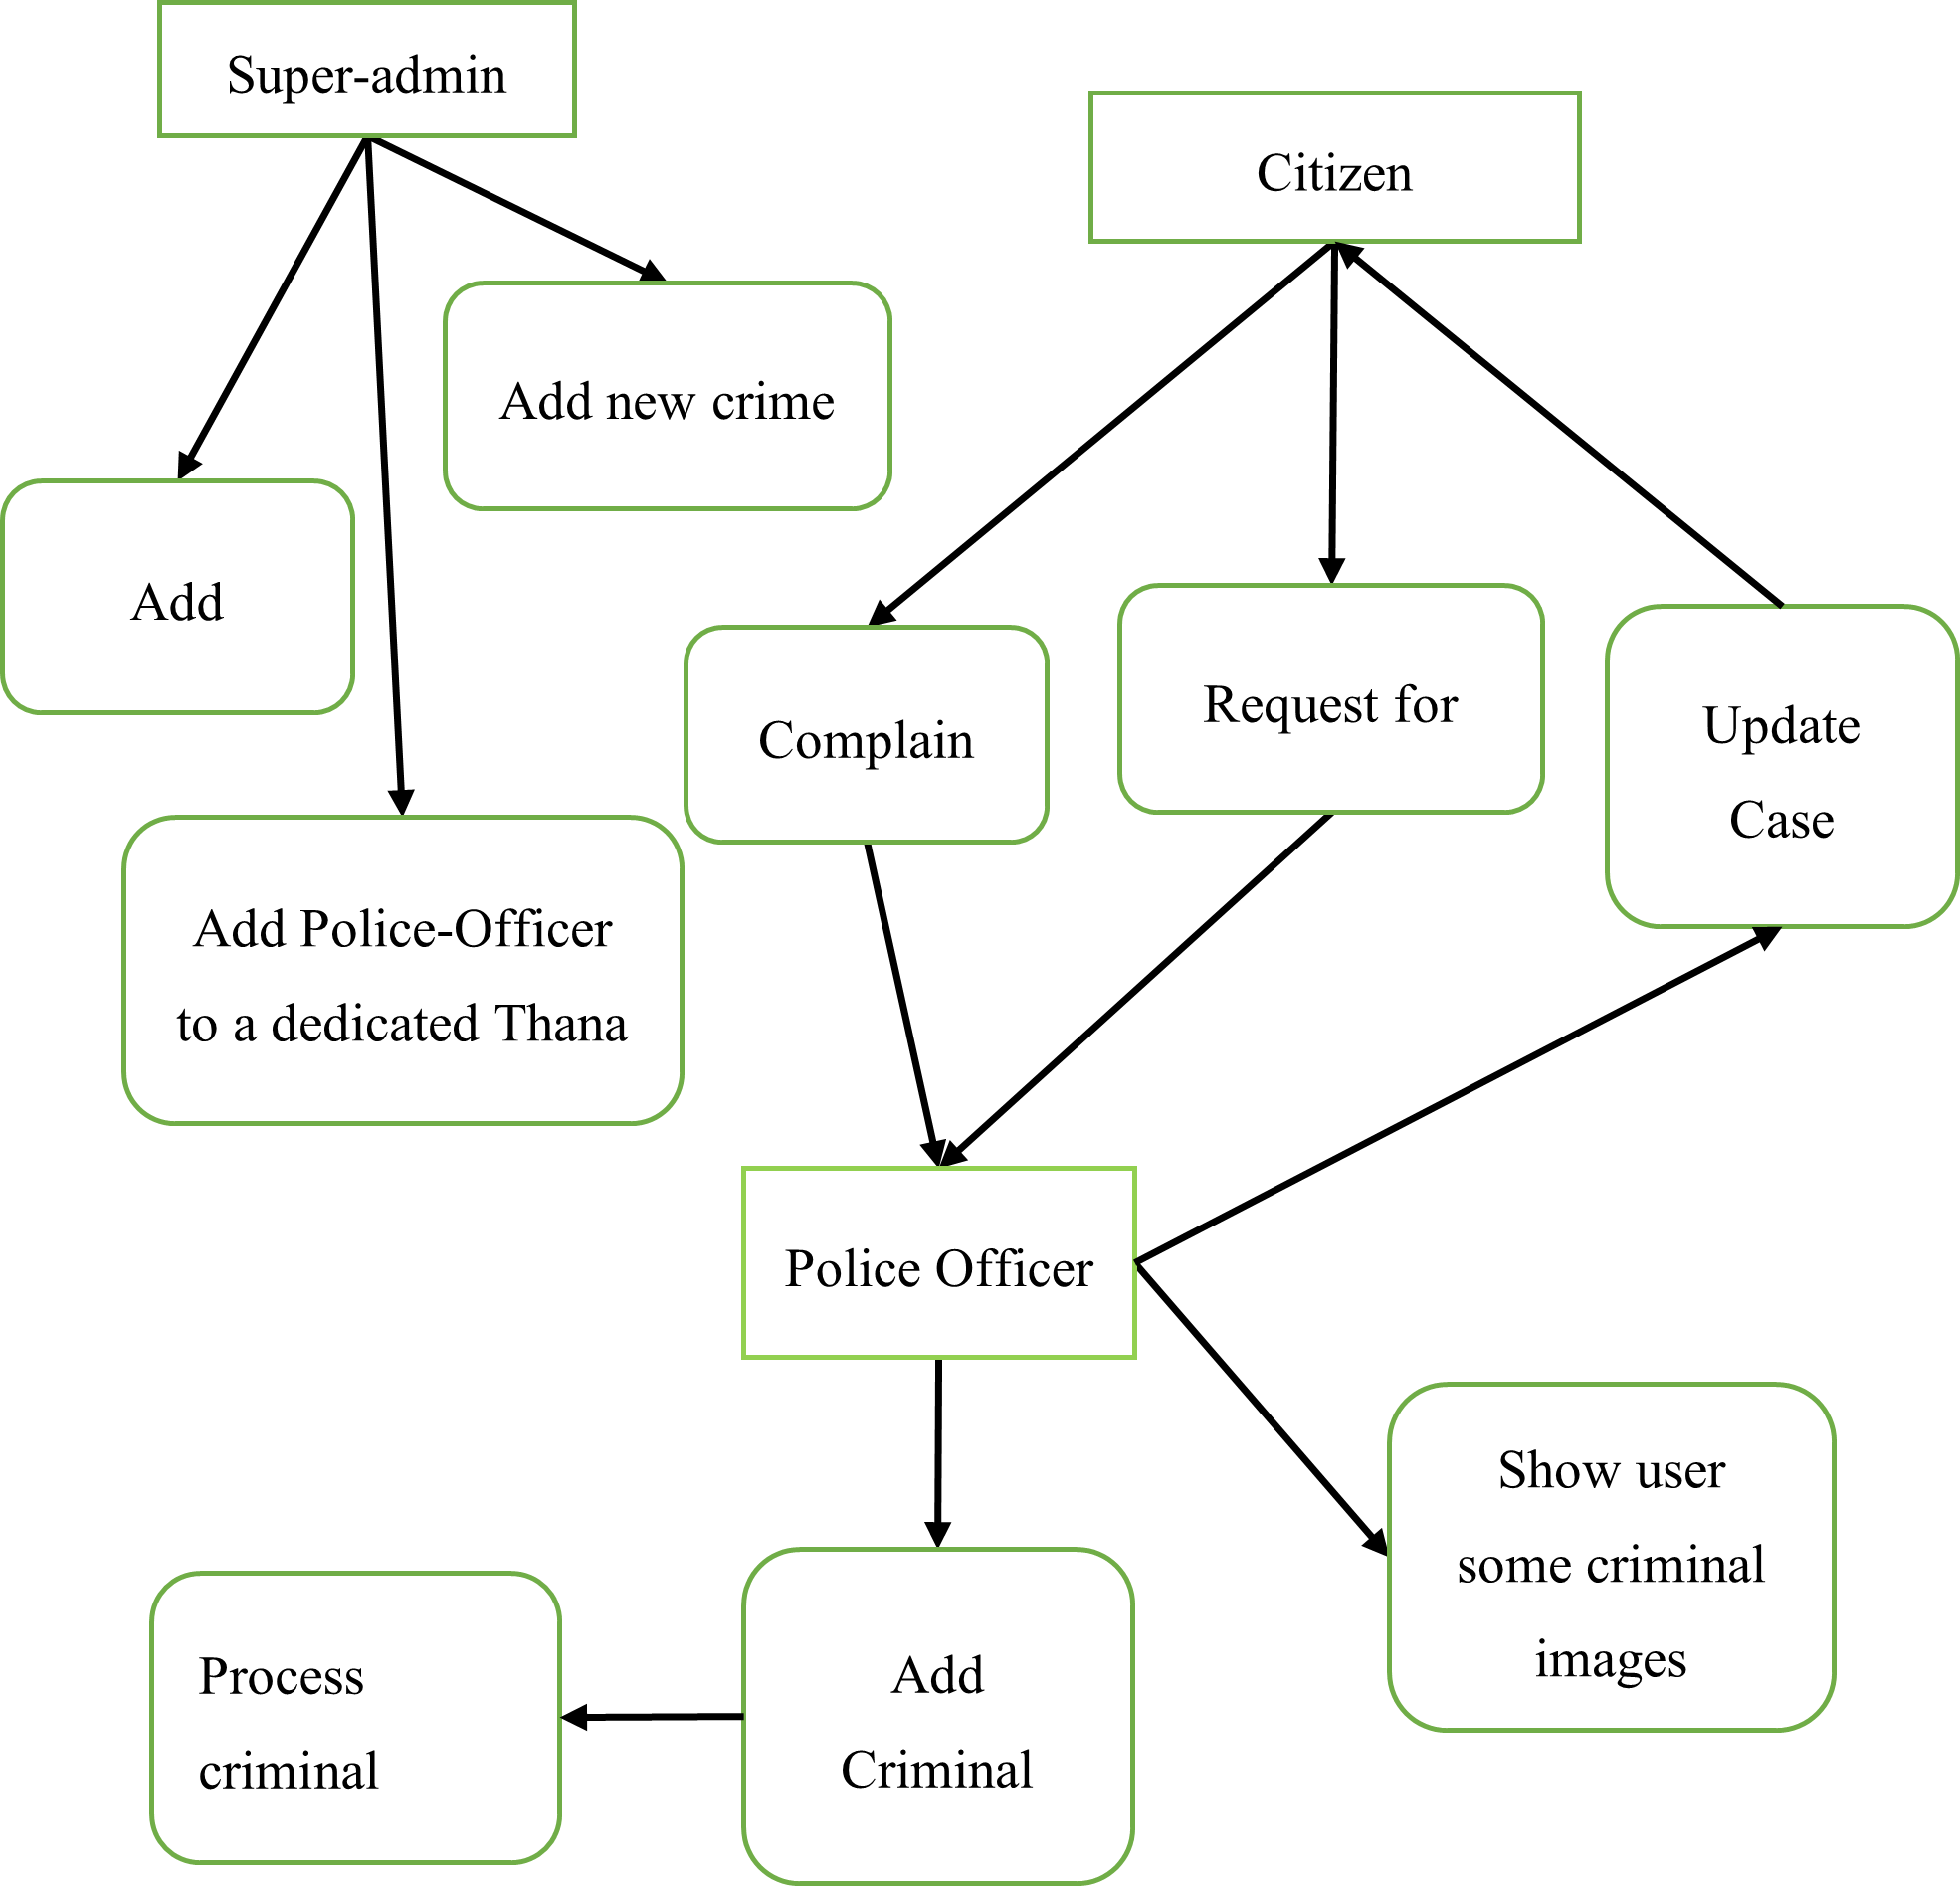 Super-admin
Citizen
Add new crime
Add
Complain
Request for
Update
Case
Add Police-Officer
to a dedicated Thana
Police Officer
Show user
some criminal
images
Process
criminal
Add
Criminal